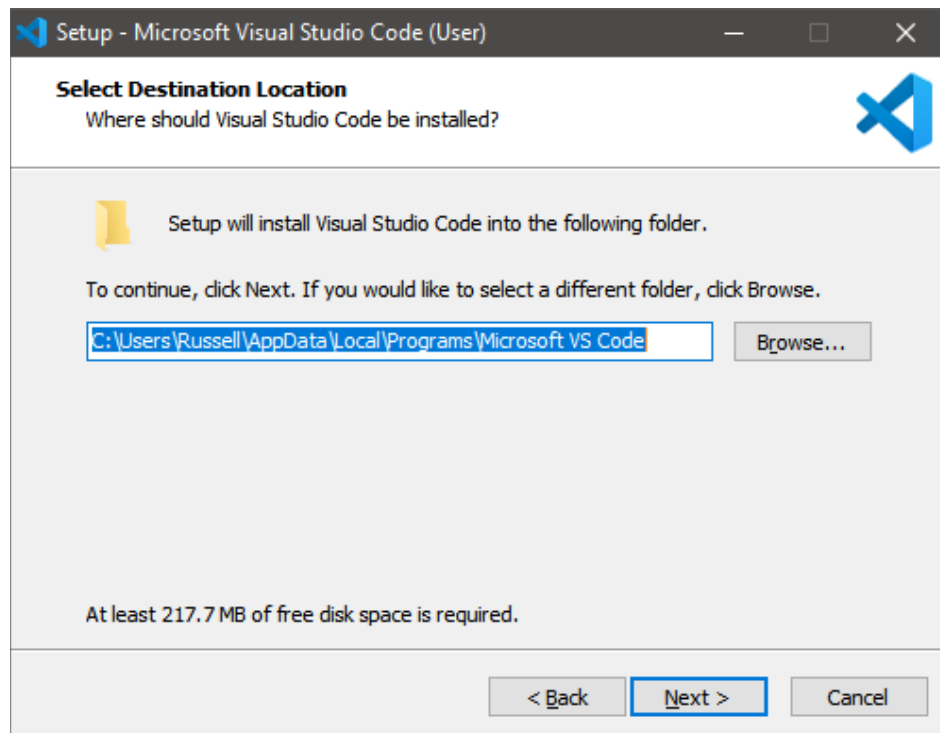 Setup - Microsoft Visual Studio Code (User)
Select Destination Location
Where should Visual Studio Code be installed?
Setup will install Visual Studio Code into the following folder.
To continue, click Next. If you would like to select a different folder, click Browse.
C:\Users\Russell\AppData\Local\Programs\Microsoft VS Code
Browse...
At least 217.7 MB of free disk space is required.
< Back
Next >
Cancel